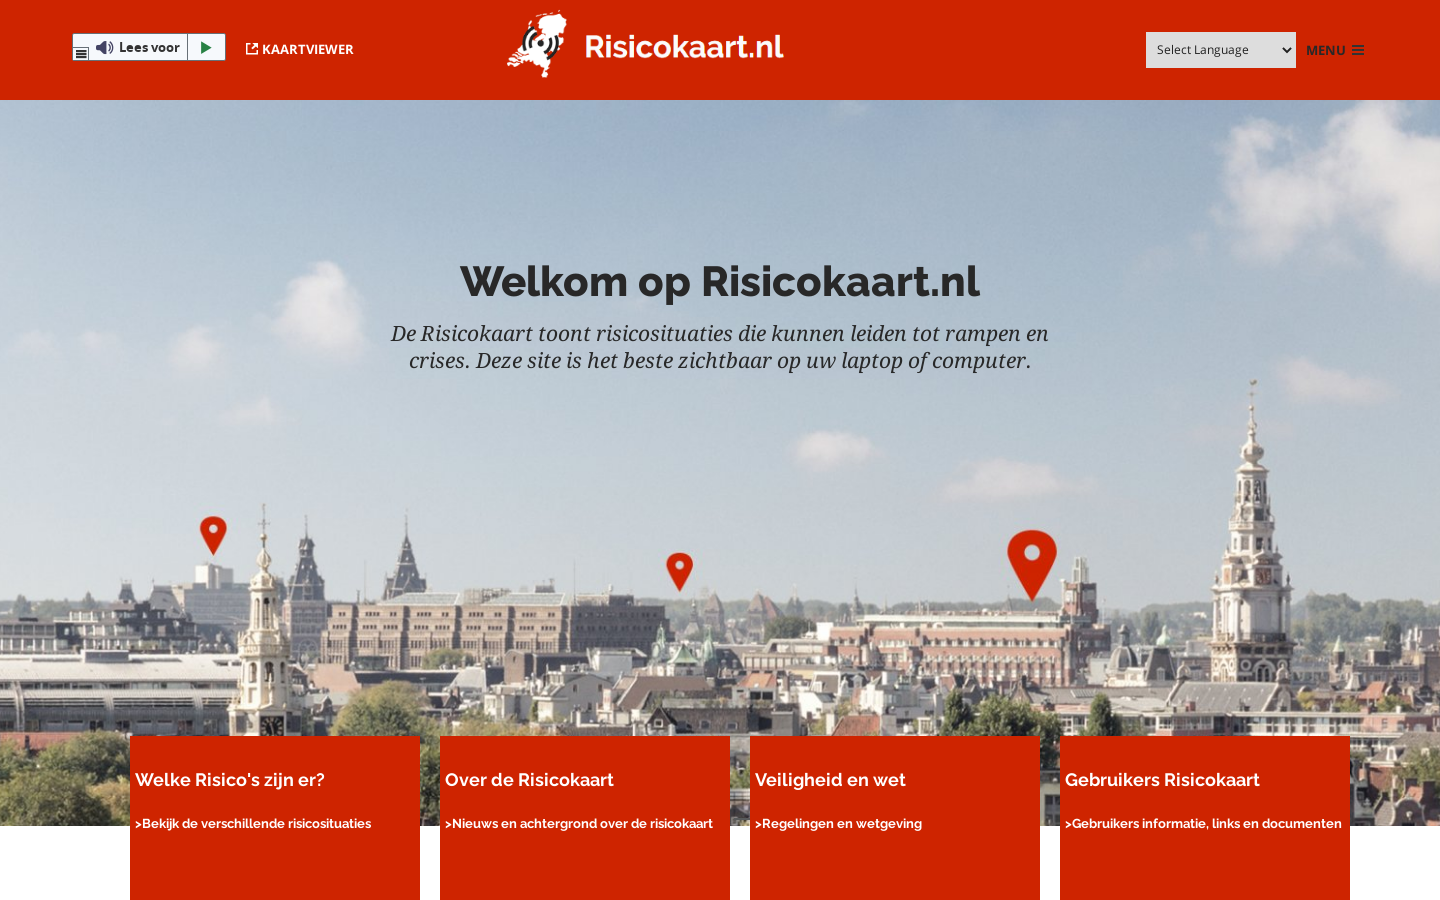 Lees voor
KAARTVIEWER
Risicokaart.nl
Select Language
MENU
Welkom op Risicokaart.nl
De Risicokaart toont risicosituaties die kunnen leiden tot rampen en
crises. Deze site is het beste zichtbaar op uw laptop of computer.
Welke Risico's zijn er?
>Bekijk de verschillende risicosituaties
Over de Risicokaart
>Nieuws en achtergrond over de risicokaart
Veiligheid en wet
>Regelingen en wetgeving
Gebruikers Risicokaart
>Gebruikers informatie, links en documenten